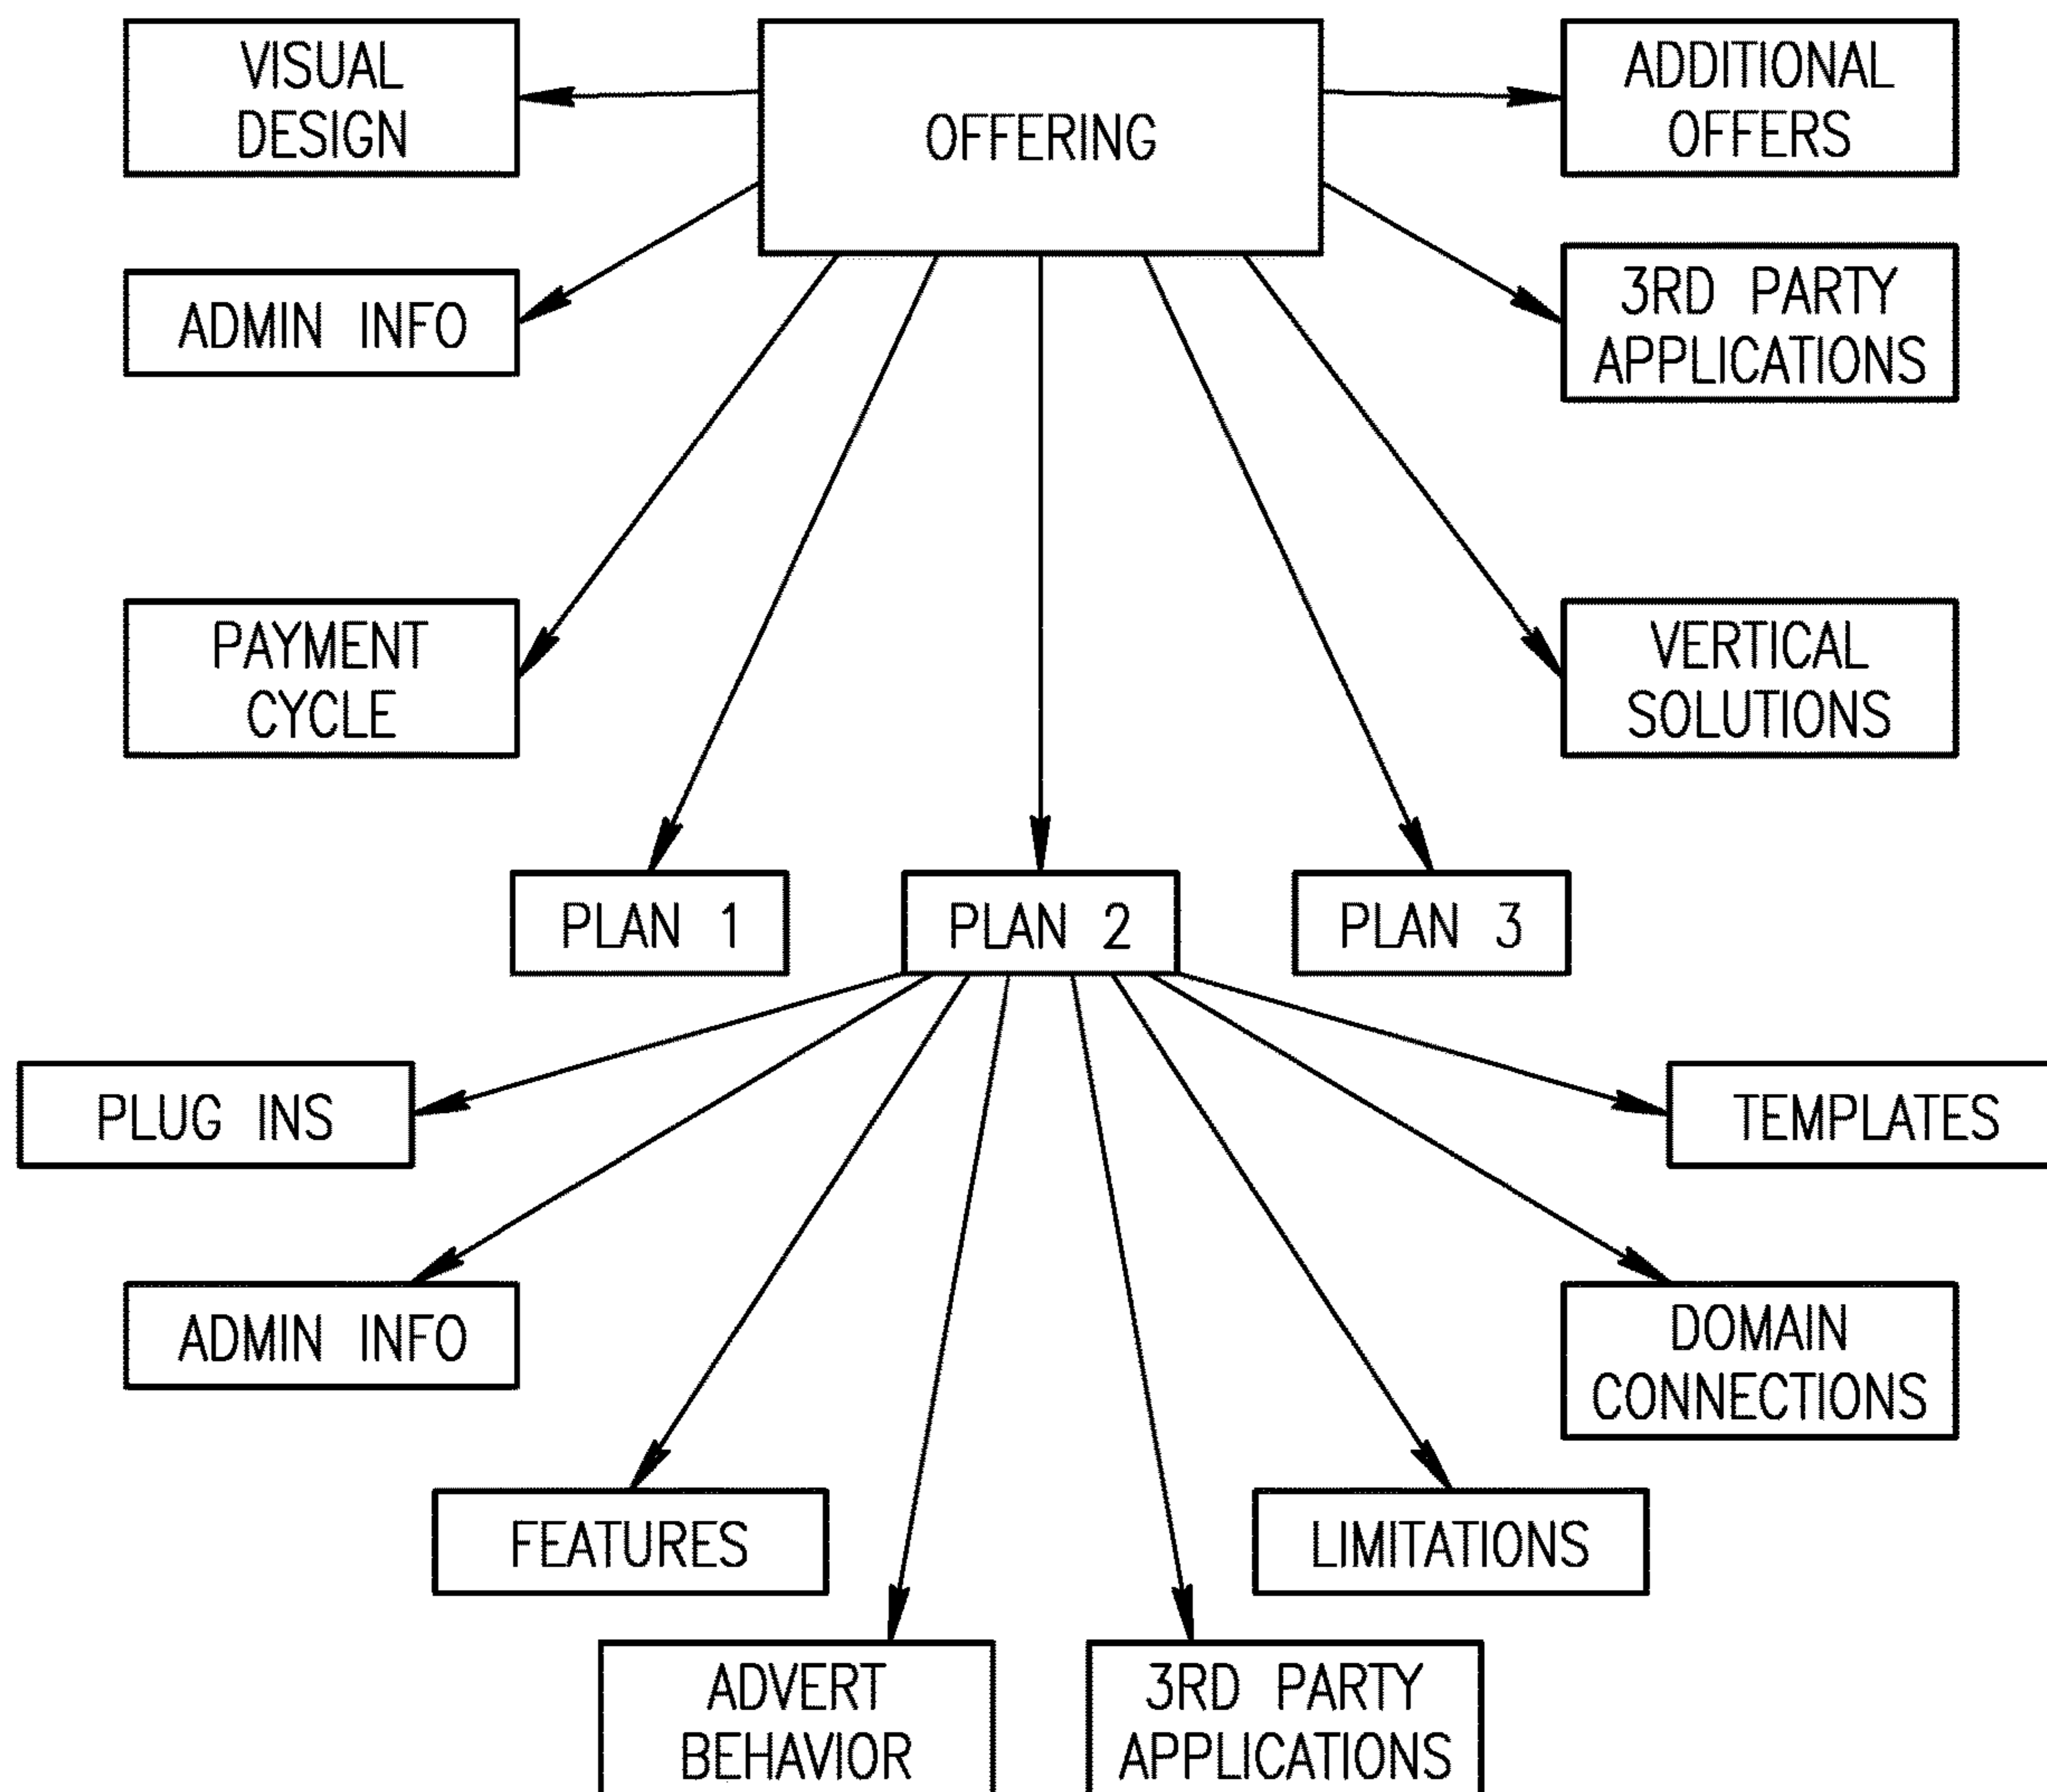 VISUAL
DESIGN
OFFERING
ADDITIONAL
OFFERS
ADMIN INFO
3RD PARTY
APPLICATIONS
PAYMENT
CYCLE
VERTICAL
SOLUTIONS
PLAN 1
PLAN 2
PLAN 3
PLUG INS
TEMPLATES
ADMIN INFO
DOMAIN
CONNECTIONS
FEATURES
LIMITATIONS
ADVERT
BEHAVIOR
3RD PARTY
APPLICATIONS